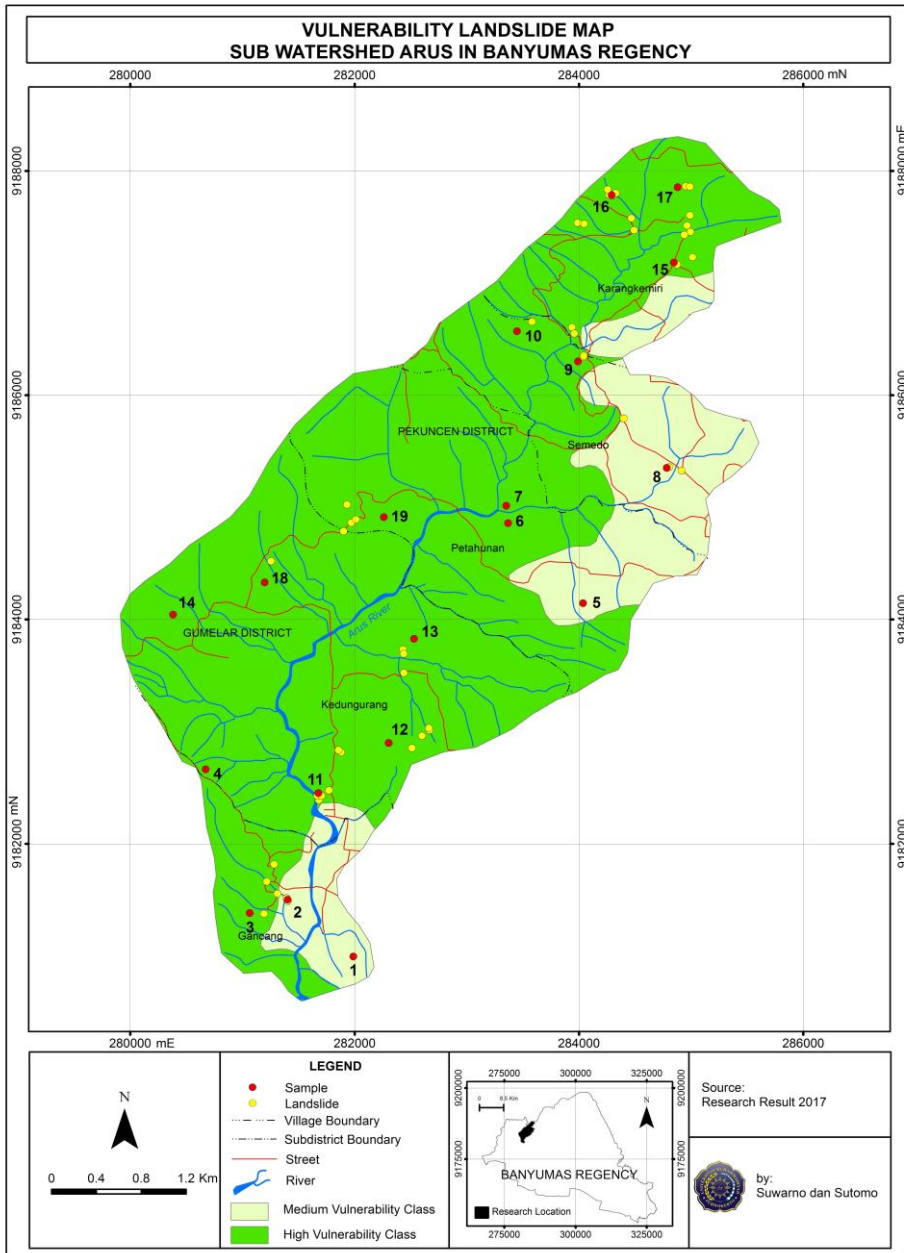 VULNERABILITY LANDSLIDE MAP
SUB WATERSHED ARUS IN BANYUMAS REGENCY
280000
282000
284000
286000 mN
9188000
9188000
16
17
15
Karangkemiri
10
9
9186000
9186000
PEKUNCEN DISTRICT
Semedo
8
7
19
6
Petahunan
18
5
14
9184000
9184000
GUMELAR DISTRICT
Arus River
13
Kedungurang
12
4
11
9182000 mN
9182000
2
3
Gancang
1
280000 mE
282000
284000
286000
N
0 0.4 0.8 1.2 Km
LEGEND
Sample
Landslide
Village Boundary
Subdistrict Boundary
Street
River
Medium Vulnerability Class
High Vulnerability Class
275000 300000 325000
9200000
9200000
0 8.5 Km
N
9175000
9175000
BANYUMAS REGENCY
Research Location
275000 300000 325000
Source:
Research Result 2017
by:
Suwarno dan Sutomo